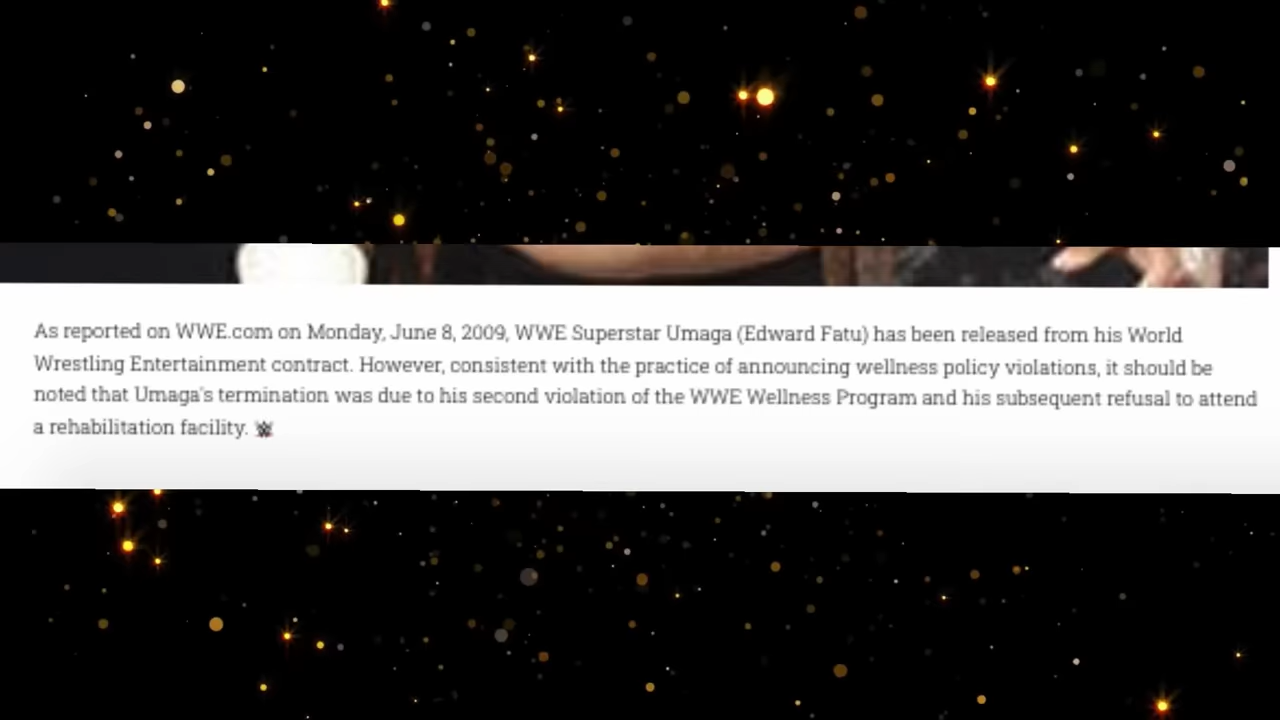 As reported on WWE.com on Monday, June 8, 2009, WWE Superstar Umaga (Edward Fatu) has been released from his World
Wrestling Entertainment contract. However, consistent with the practice of announcing wellness policy violations, it should be
noted that Umaga's termination was due to his second violation of the WWE Wellness Program and his subsequent refusal to attend
a rehabilitation facility.